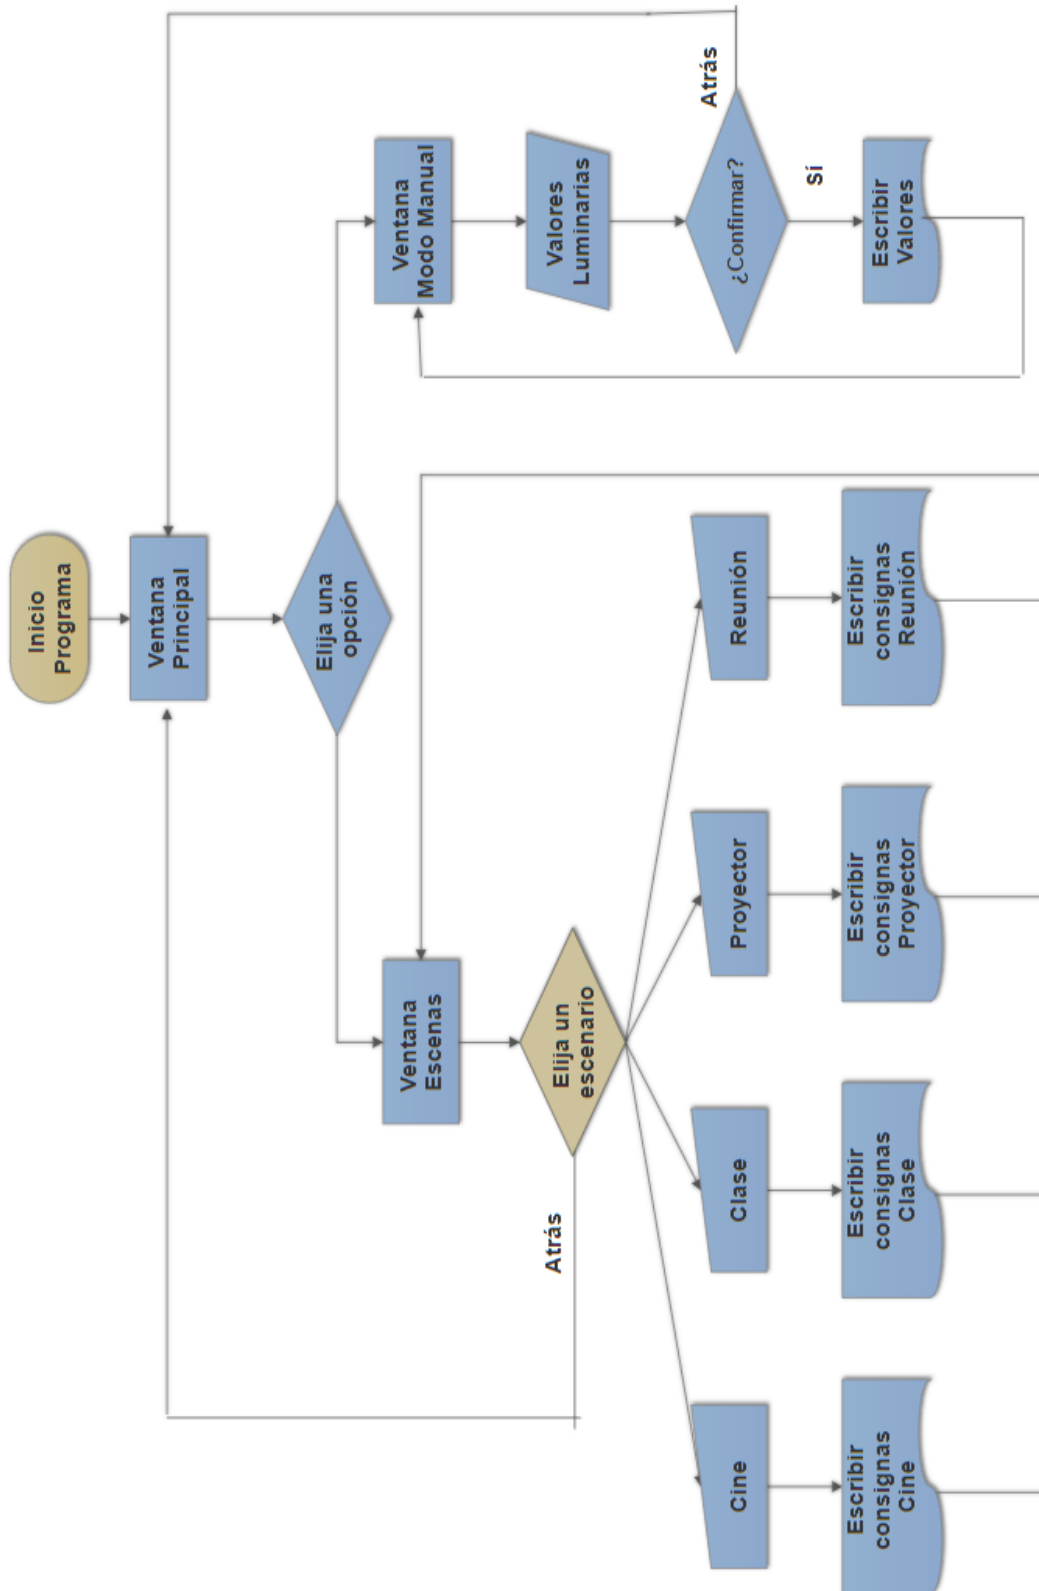 Inicio
Programa
Ventana
Principal
Elija una
opción
Ventana
Escenas
Ventana
Modo Manual
Elija un
escenario
Atrás
Valores
Luminarias
¿Confirmar?
Atrás
Sí
Escribir
Valores
Cine
Clase
Proyector
Reunión
Escribir
consignas
Cine
Escribir
consignas
Clase
Escribir
consignas
Proyector
Escribir
consignas
Reunión